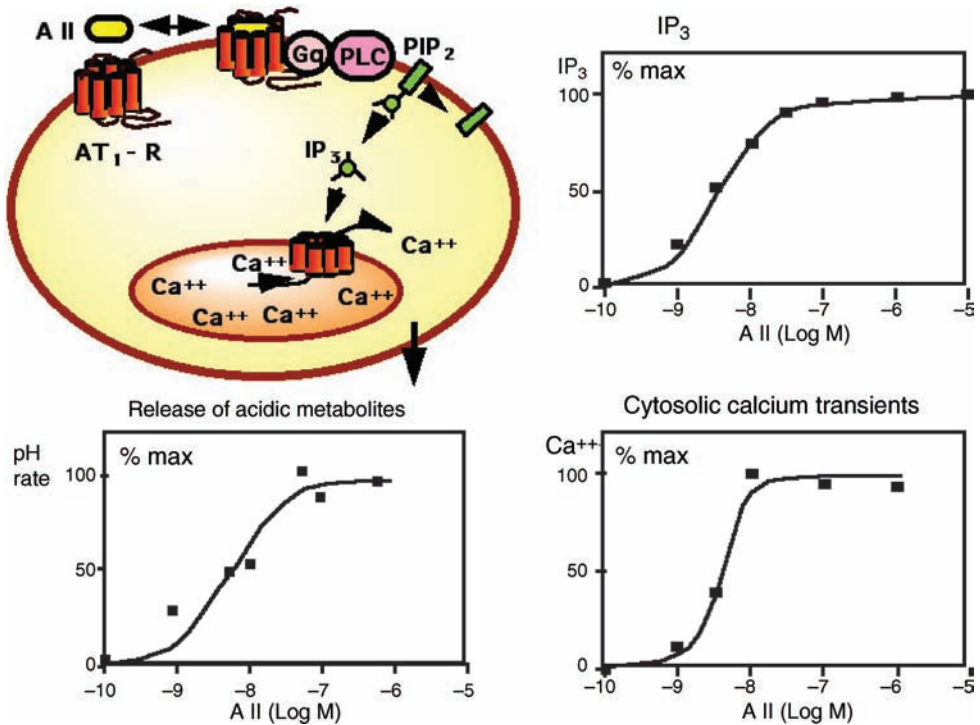 A II
Gq
PLC
PIP2
AT1 - R
IP3
Ca++
Ca++
Ca++
Ca++
Ca++
Ca++
IP3
IP3
% max
100
50
0
–10
–9
–8
–7
–6
–5
A II (Log M)
Release of acidic metabolites
pH
rate
% max
100
50
0
–10
–9
–8
–7
–6
–5
A II (Log M)
Cytosolic calcium transients
Ca++
% max
100
50
0
–10
–9
–8
–7
–6
–5
A II (Log M)